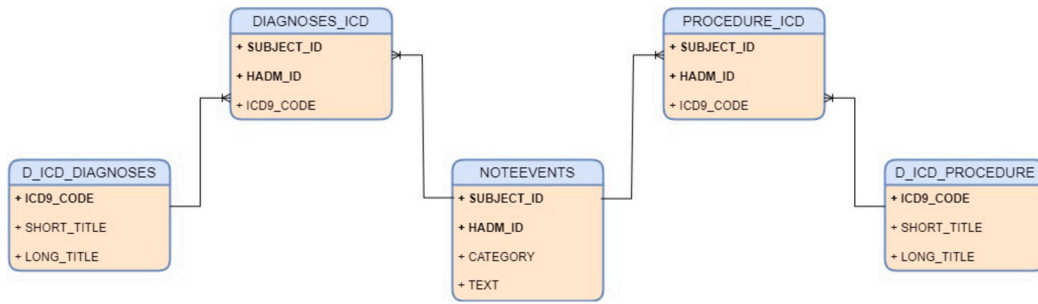 DIAGNOSES_ICD
+ SUBJECT_ID
+ HADM_ID
+ ICD9_CODE
PROCEDURE_ICD
+ SUBJECT_ID
+ HADM_ID
+ ICD9_CODE
D_ICD_DIAGNOSES
+ ICD9_CODE
+ SHORT_TITLE
+ LONG_TITLE
NOTEEVENTS
+ SUBJECT_ID
+ HADM_ID
+ CATEGORY
+ TEXT
D_ICD_PROCEDURE
+ ICD9_CODE
+ SHORT_TITLE
+ LONG_TITLE